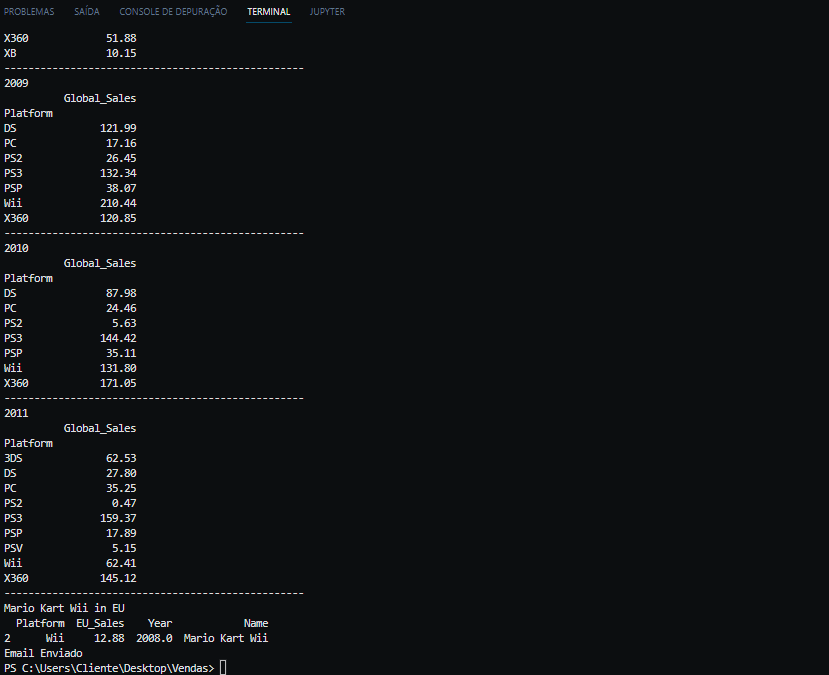 PROBLEMAS SAÍDA CONSOLE DE DEPURAÇÃO TERMINAL JUPYTER
X360 51.88
XB 10.15
--------------------------------------------------
2009
Global_Sales
Platform
DS 121.99
PC 17.16
PS2 26.45
PS3 132.34
PSP 38.07
Wii 210.44
X360 120.85
--------------------------------------------------
2010
Global_Sales
Platform
DS 87.98
PC 24.46
PS2 5.63
PS3 144.42
PSP 35.11
Wii 131.80
X360 171.05
--------------------------------------------------
2011
Global_Sales
Platform
3DS 62.53
DS 27.80
PC 35.25
PS2 0.47
PS3 159.37
PSP 17.89
PSV 5.15
Wii 62.41
X360 145.12
--------------------------------------------------
Mario Kart Wii in EU
Platform EU_Sales Year Name
2 Wii 12.88 2008.0 Mario Kart Wii
Email Enviado
PS C:\Users\Cliente\Desktop\Vendas>